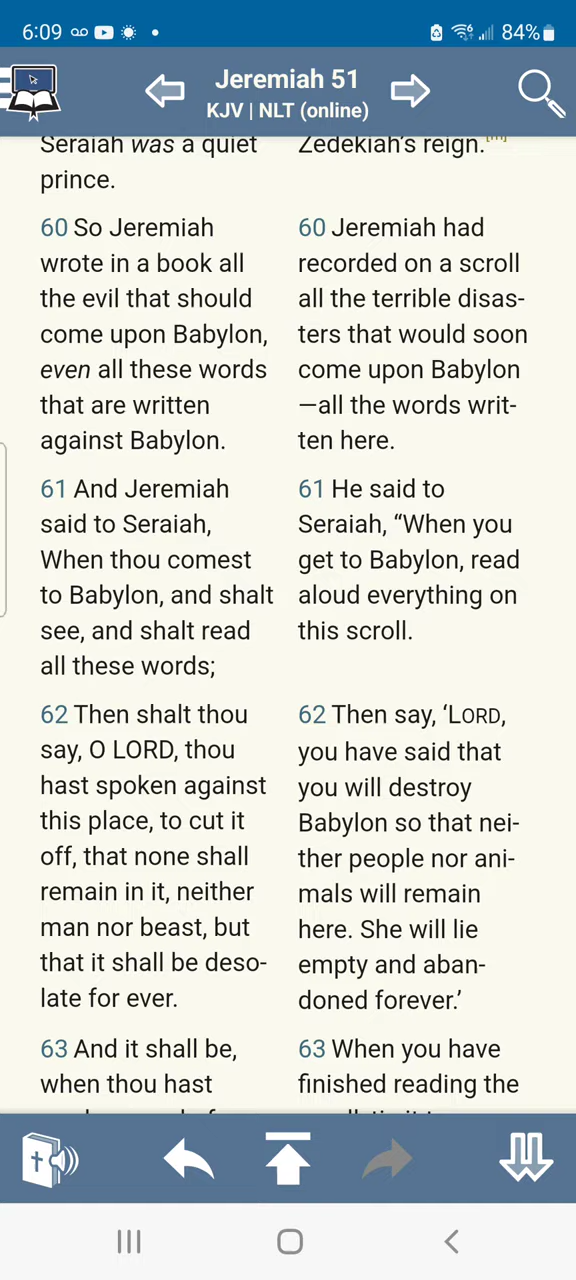 6:09
84%
Jeremiah 51
KJV | NLT (online)
Seraiah was a quiet
prince.
60 So Jeremiah
wrote in a book all
the evil that should
come upon Babylon,
even all these words
that are written
against Babylon.
61 And Jeremiah
said to Seraiah,
When thou comest
to Babylon, and shalt
see, and shalt read
all these words;
62 Then shalt thou
say, O LORD, thou
hast spoken against
this place, to cut it
off, that none shall
remain in it, neither
man nor beast, but
that it shall be deso-
late for ever.
63 And it shall be,
when thou hast
Zedekiah's reign.
60 Jeremiah had
recorded on a scroll
all the terrible disas-
ters that would soon
come upon Babylon
—all the words writ-
ten here.
61 He said to
Seraiah, “When you
get to Babylon, read
aloud everything on
this scroll.
62 Then say, ‘LORD,
you have said that
you will destroy
Babylon so that nei-
ther people nor ani-
mals will remain
here. She will lie
empty and aban-
doned forever.’
63 When you have
finished reading the